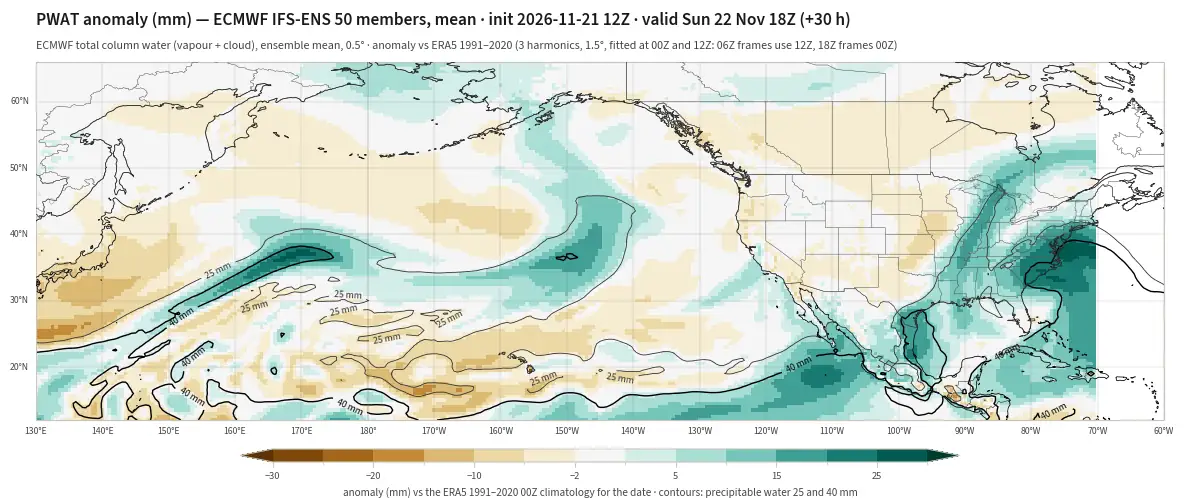 PWAT anomaly (mm) — ECMWF IFS-ENS 50 members, mean · init 2026-11-21 12Z · valid Sun 22 Nov 18Z (+30 h)
ECMWF total column water (vapour + cloud), ensemble mean, 0.5° · anomaly vs ERA5 1991–2020 (3 harmonics, 1.5°, fitted at 00Z and 12Z: 06Z frames use 12Z, 18Z frames 00Z)
60°N
50°N
40°N
30°N
20°N
25 mm
25 mm
25 mm
25 mm
25 mm
25 mm
25 mm
25 mm
40 mm
40 mm
40 mm
40 mm
40 mm
40 mm
40 mm
130°E 140°E 150°E 160°E 170°E 180° 170°W 160°W 150°W 140°W 130°W 120°W 110°W 100°W 90°W 80°W 70°W 60°W
−30 −20 −10 −2 5 15 25
anomaly (mm) vs the ERA5 1991–2020 00Z climatology for the date · contours: precipitable water 25 and 40 mm